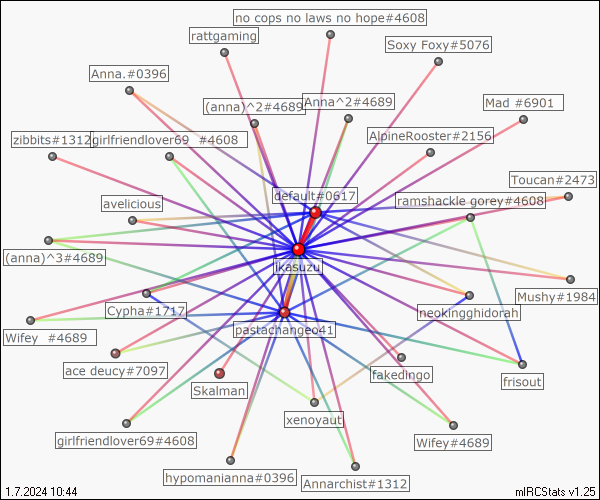 no cops no laws no hope#4608
rattgaming
Soxy Foxy#5076
Anna.#0396
(anna)^2#4689
Anna^2#4689
Mad #6901
zibbits#1312
girlfriendlover69 #4608
AlpineRooster#2156
Toucan#2473
default#0617
ramshackle gorey#4608
avelicious
(anna)^3#4689
jkasuzu
Mushy#1984
Cypha#1717
neokingghidorah
Wifey #4689
pastachangeo41
ace deucy#7097
fakedingo
frisout
Skalman
xenoyaut
girlfriendlover69#4608
Wifey#4689
hypomanianna#0396
Annarchist#1312
1.7.2024 10:44
mIRCStats v1.25